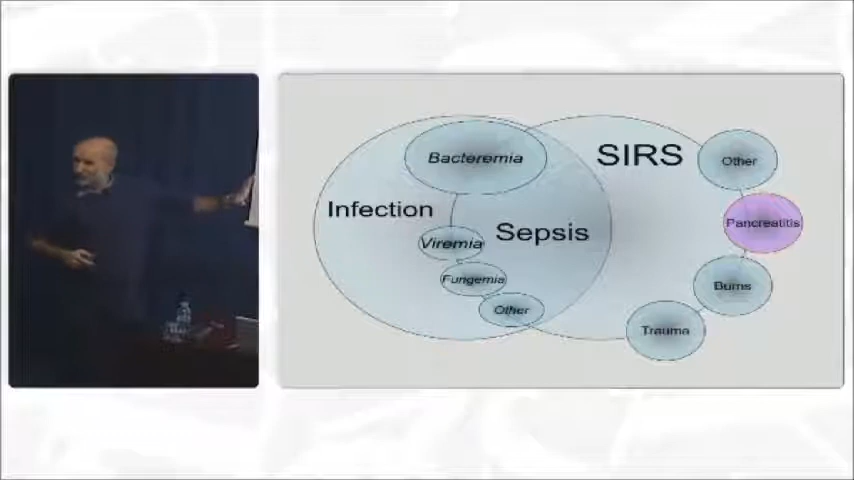 Bacteremia
SIRS
Other
Infection
Pancreatitis
Sepsis
Viremia
Fungemia
Burns
Other
Trauma